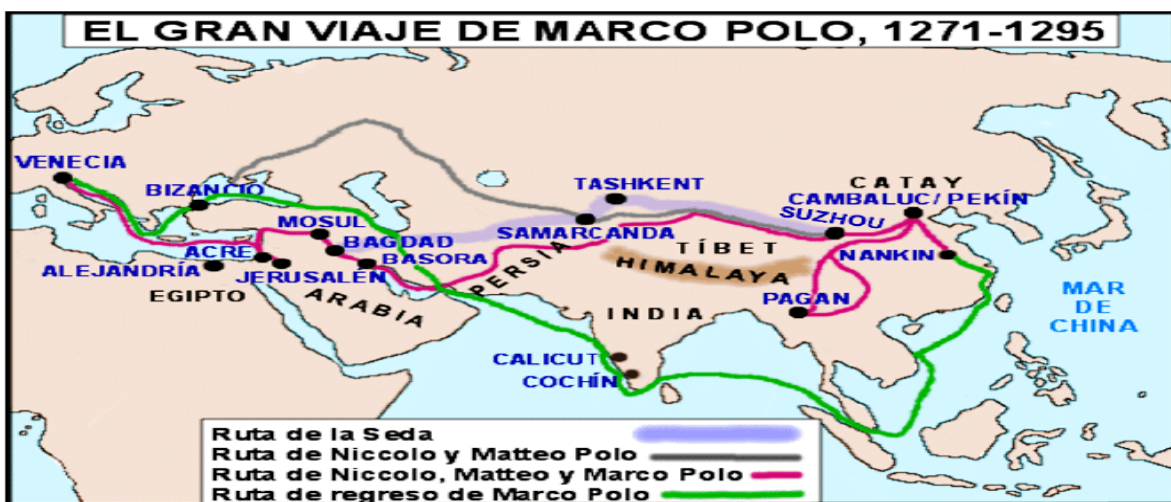 EL GRAN VIAJE DE MARCO POLO, 1271-1295
VENECIA
BIZANCIO
TASHKENT
CATAY
CAMBALUC/PEKÍN
MOSUL
SAMARCANDA
SUZHOU
BAGDAD
ACRE
BASORA
TÍBET
NANKIN
ALEJANDRÍA
JERUSALÉN
PERSIA
HIMALAYA
EGIPTO
ARABIA
INDIA
PAGAN
MAR
DE
CHINA
CALICUT
COCHÍN
Ruta de la Seda
Ruta de Niccolo y Matteo Polo
Ruta de Niccolo, Matteo y Marco Polo
Ruta de regreso de Marco Polo